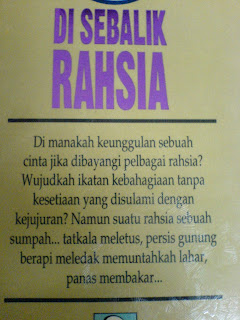 DI SEBALIK
RAHSIA
Di manakah keunggulan sebuah
cinta jika dibayangi pelbagai rahsia?
Wujudkah ikatan kebahagiaan tanpa
kesetiaan yang disulami dengan
kejujuran? Namun suatu rahsia sebuah
sumpah... tatkala meletus, persis gunung
berapi meledak memuntahkah lahar,
panas membakar...